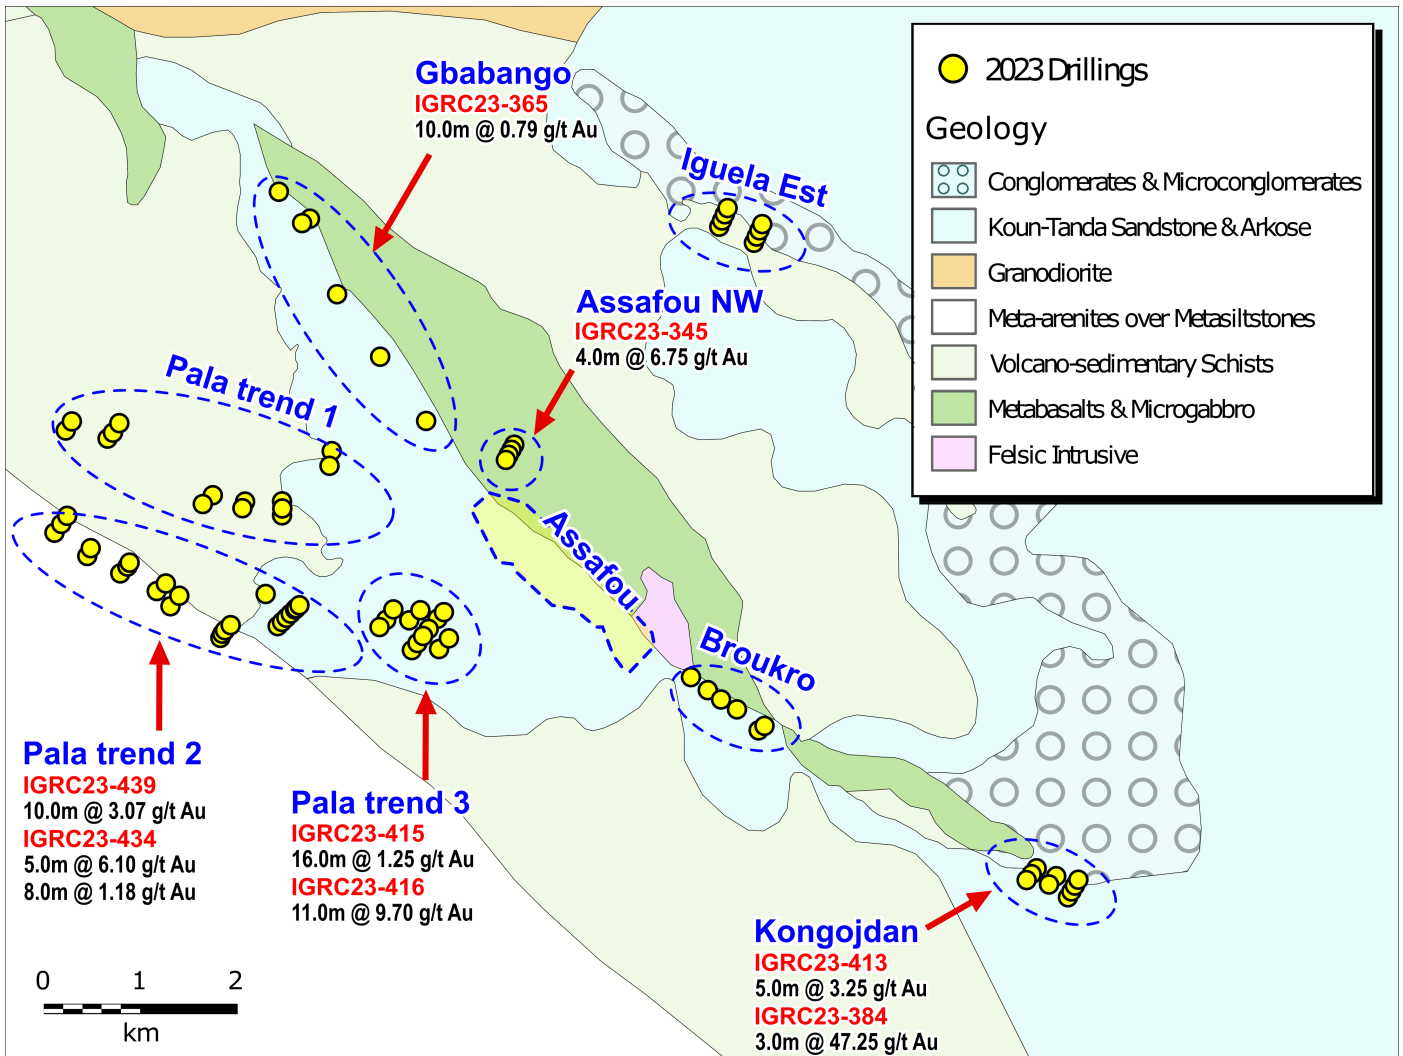 Gbabango
IGRC23-365
10.0m @ 0.79 g/t Au
Iguela Est
Assafou NW
IGRC23-345
4.0m @ 6.75 g/t Au
Pala trend 1
Assafou
Broukro
Pala trend 2
IGRC23-439
10.0m @ 3.07 g/t Au
IGRC23-434
5.0m @ 6.10 g/t Au
8.0m @ 1.18 g/t Au
Pala trend 3
IGRC23-415
16.0m @ 1.25 g/t Au
IGRC23-416
11.0m @ 9.70 g/t Au
Kongojdan
IGRC23-413
5.0m @ 3.25 g/t Au
IGRC23-384
3.0m @ 47.25 g/t Au
2023 Drillings
Geology
Conglomerates & Microconglomerates
Koun-Tanda Sandstone & Arkose
Granodiorite
Meta-arenites over Metasiltstones
Volcano-sedimentary Schists
Metabasalts & Microgabbro
Felsic Intrusive
0 1 2
km